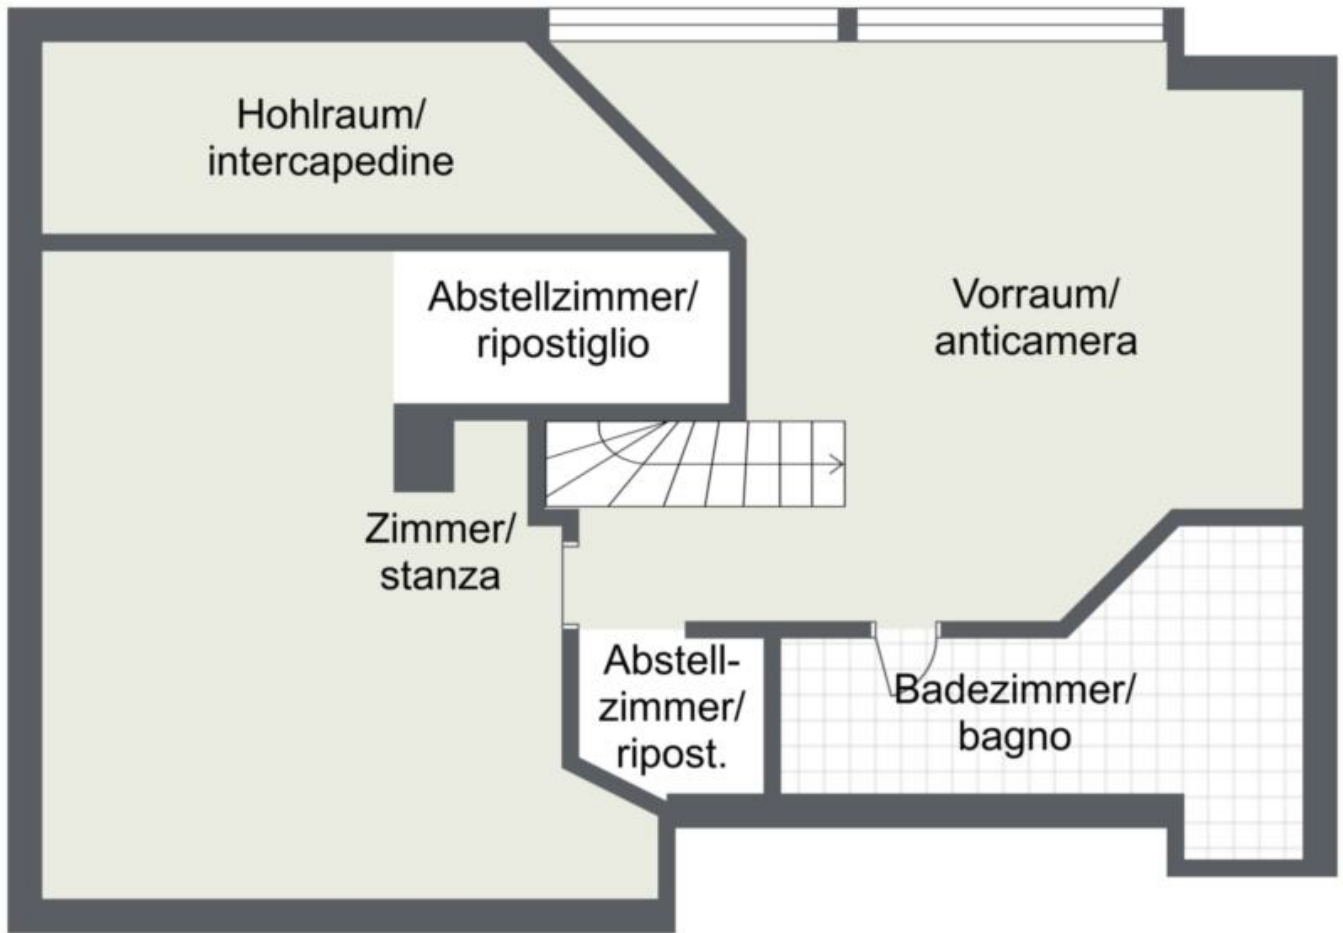 Hohlraum/
intercapedine
Abstellzimmer/
ripostiglio
Vorraum/
anticamera
Zimmer/
stanza
Abstell-
zimmer/
ripost.
Badezimmer/
bagno